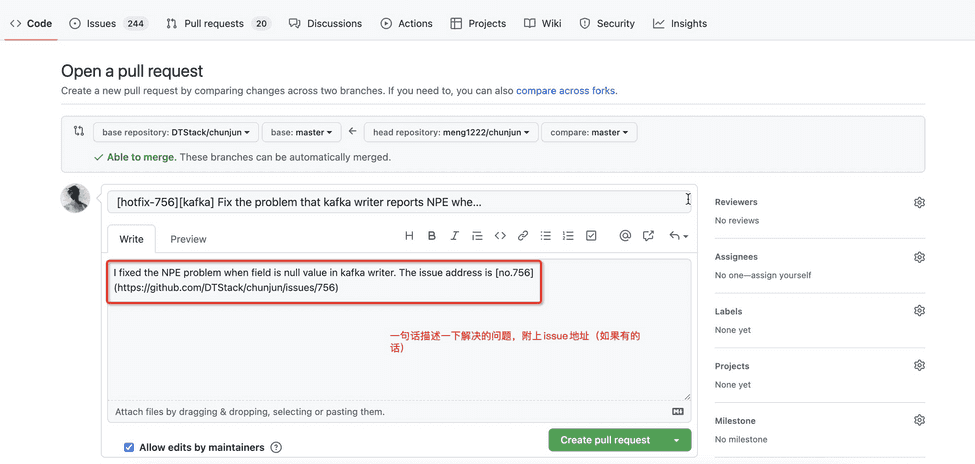 Code Issues 244 Pull requests 20 Discussions Actions Projects Wiki Security Insights
Open a pull request
Create a new pull request by comparing changes across two branches. If you need to, you can also compare across forks.
base repository: DTStack/chunjun base: master head repository: meng1222/chunjun compare: master
Able to merge. These branches can be automatically merged.
[hotfix-756][kafka] Fix the problem that kafka writer reports NPE whe...
Write Preview
I fixed the NPE problem when field is null value in kafka writer. The issue address is [no.756]
(https://github.com/DTStack/chunjun/issues/756)
一句话描述一下解决的问题，附上issue地址（如果有的
话）
Attach files by dragging & dropping, selecting or pasting them.
Allow edits by maintainers
Create pull request
Reviewers
No reviews
Assignees
No one—assign yourself
Labels
None yet
Projects
None yet
Milestone
No milestone